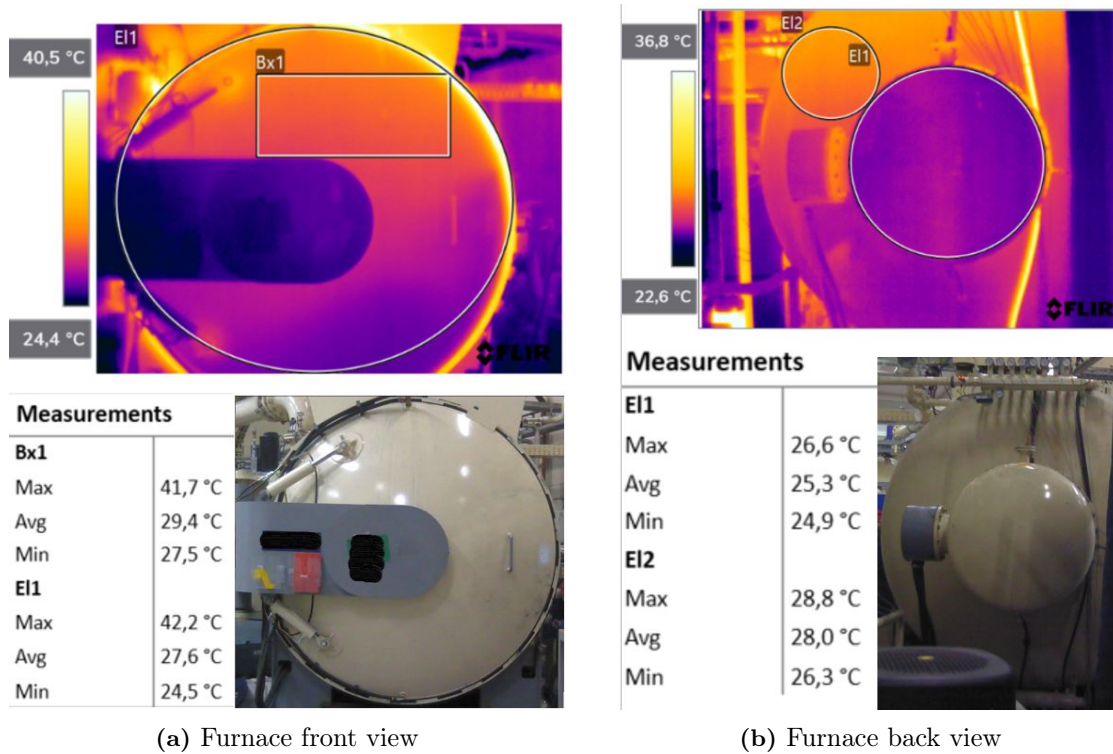 40,5 °C
El1
Bx1
24,4 °C
FLIR
Measurements
Bx1
Max 41,7 °C
Avg 29,4 °C
Min 27,5 °C
El1
Max 42,2 °C
Avg 27,6 °C
Min 24,5 °C
(a) Furnace front view
36,8 °C
El2
El1
22,6 °C
FLIR
Measurements
El1
Max 26,6 °C
Avg 25,3 °C
Min 24,9 °C
El2
Max 28,8 °C
Avg 28,0 °C
Min 26,3 °C
(b) Furnace back view